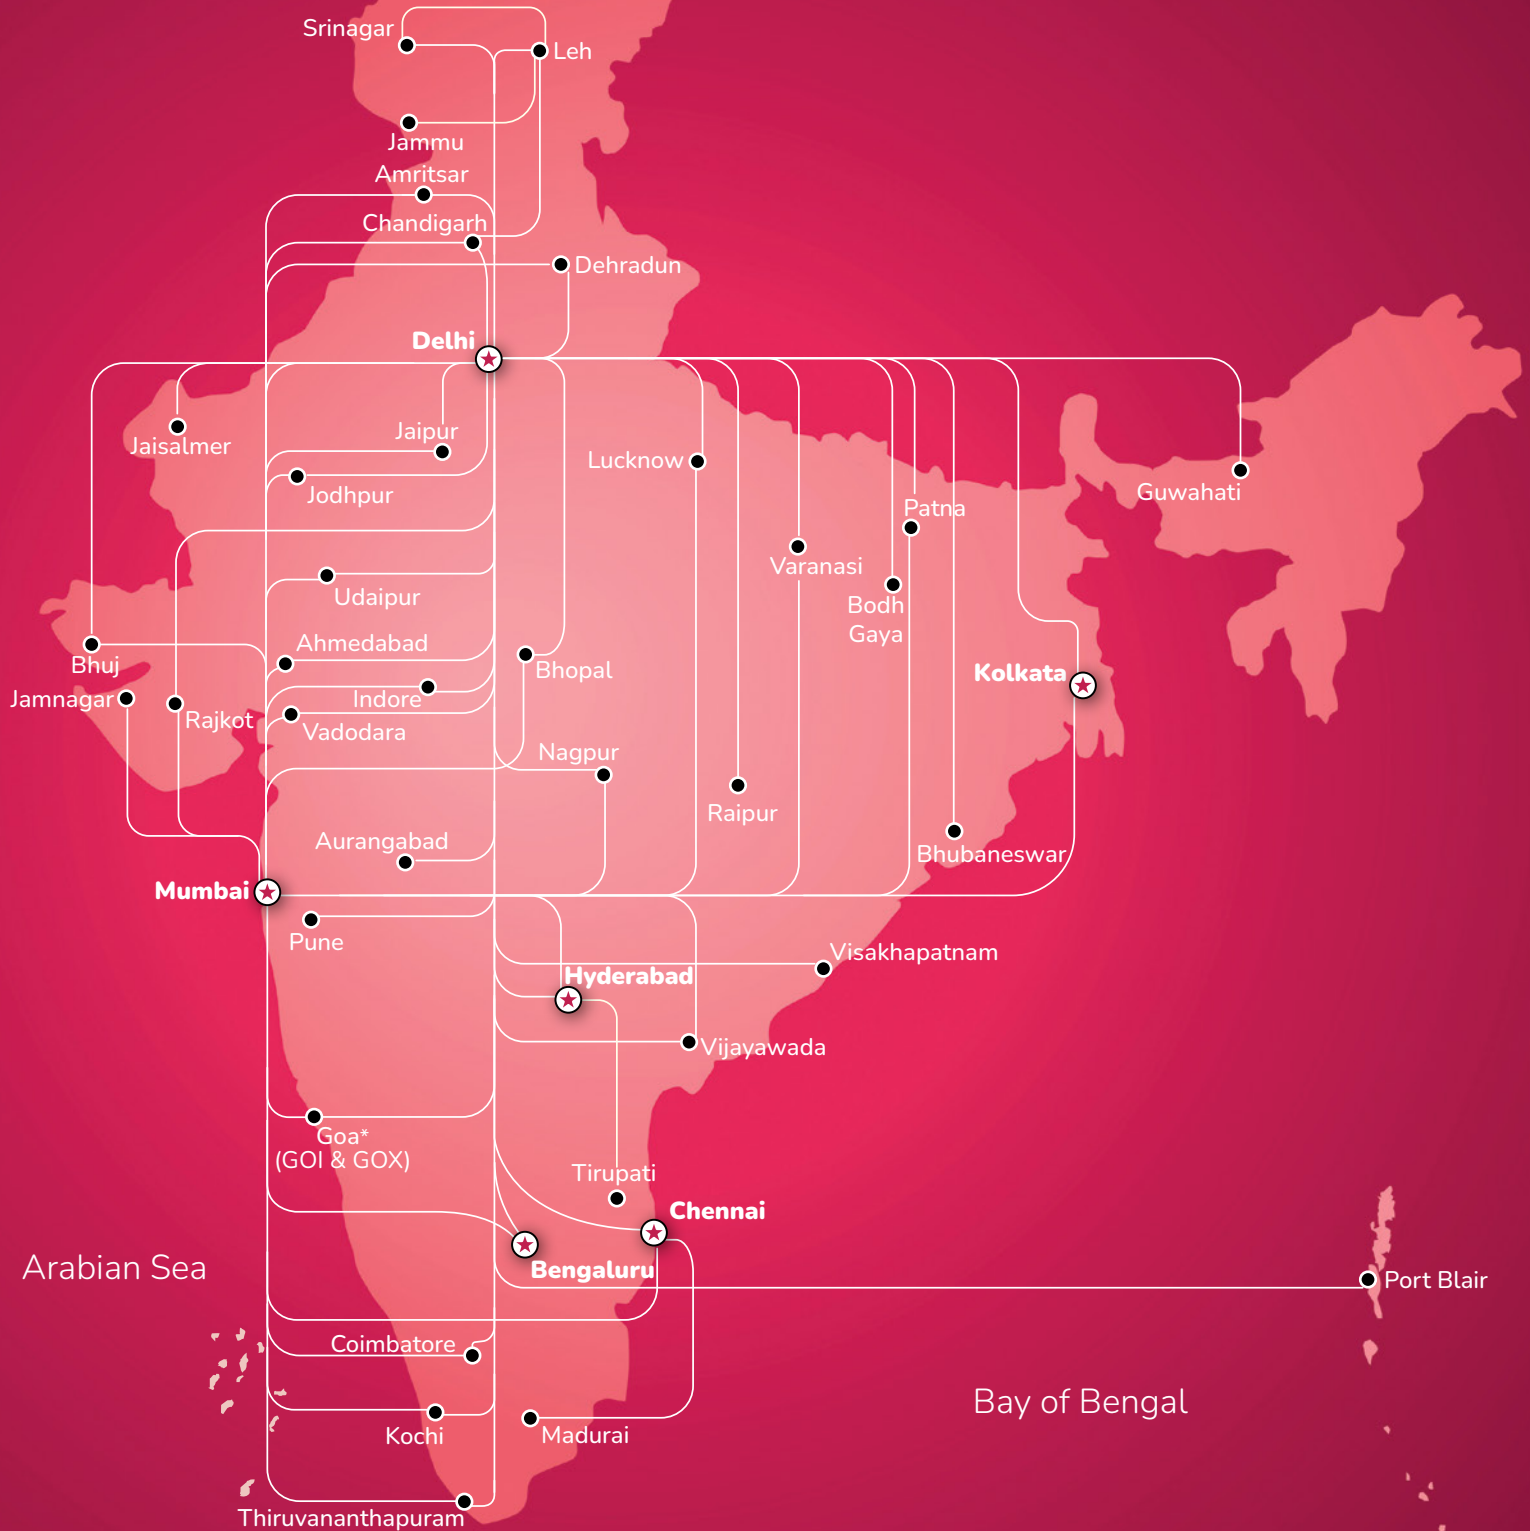 Srinagar
Leh
Jammu
Amritsar
Chandigarh
Dehradun
Delhi
Jaisalmer
Jaipur
Lucknow
Jodhpur
Guwahati
Patna
Varanasi
Udaipur
Bodh
Gaya
Ahmedabad
Bhuj
Bhopal
Kolkata
Jamnagar
Indore
Rajkot
Vadodara
Nagpur
Raipur
Aurangabad
Bhubaneswar
Mumbai
Pune
Visakhapatnam
Hyderabad
Vijayawada
Goa*
(GOI & GOX)
Tirupati
Chennai
Arabian Sea
Bengaluru
Port Blair
Coimbatore
Bay of Bengal
Kochi
Madurai
Thiruvananthapuram